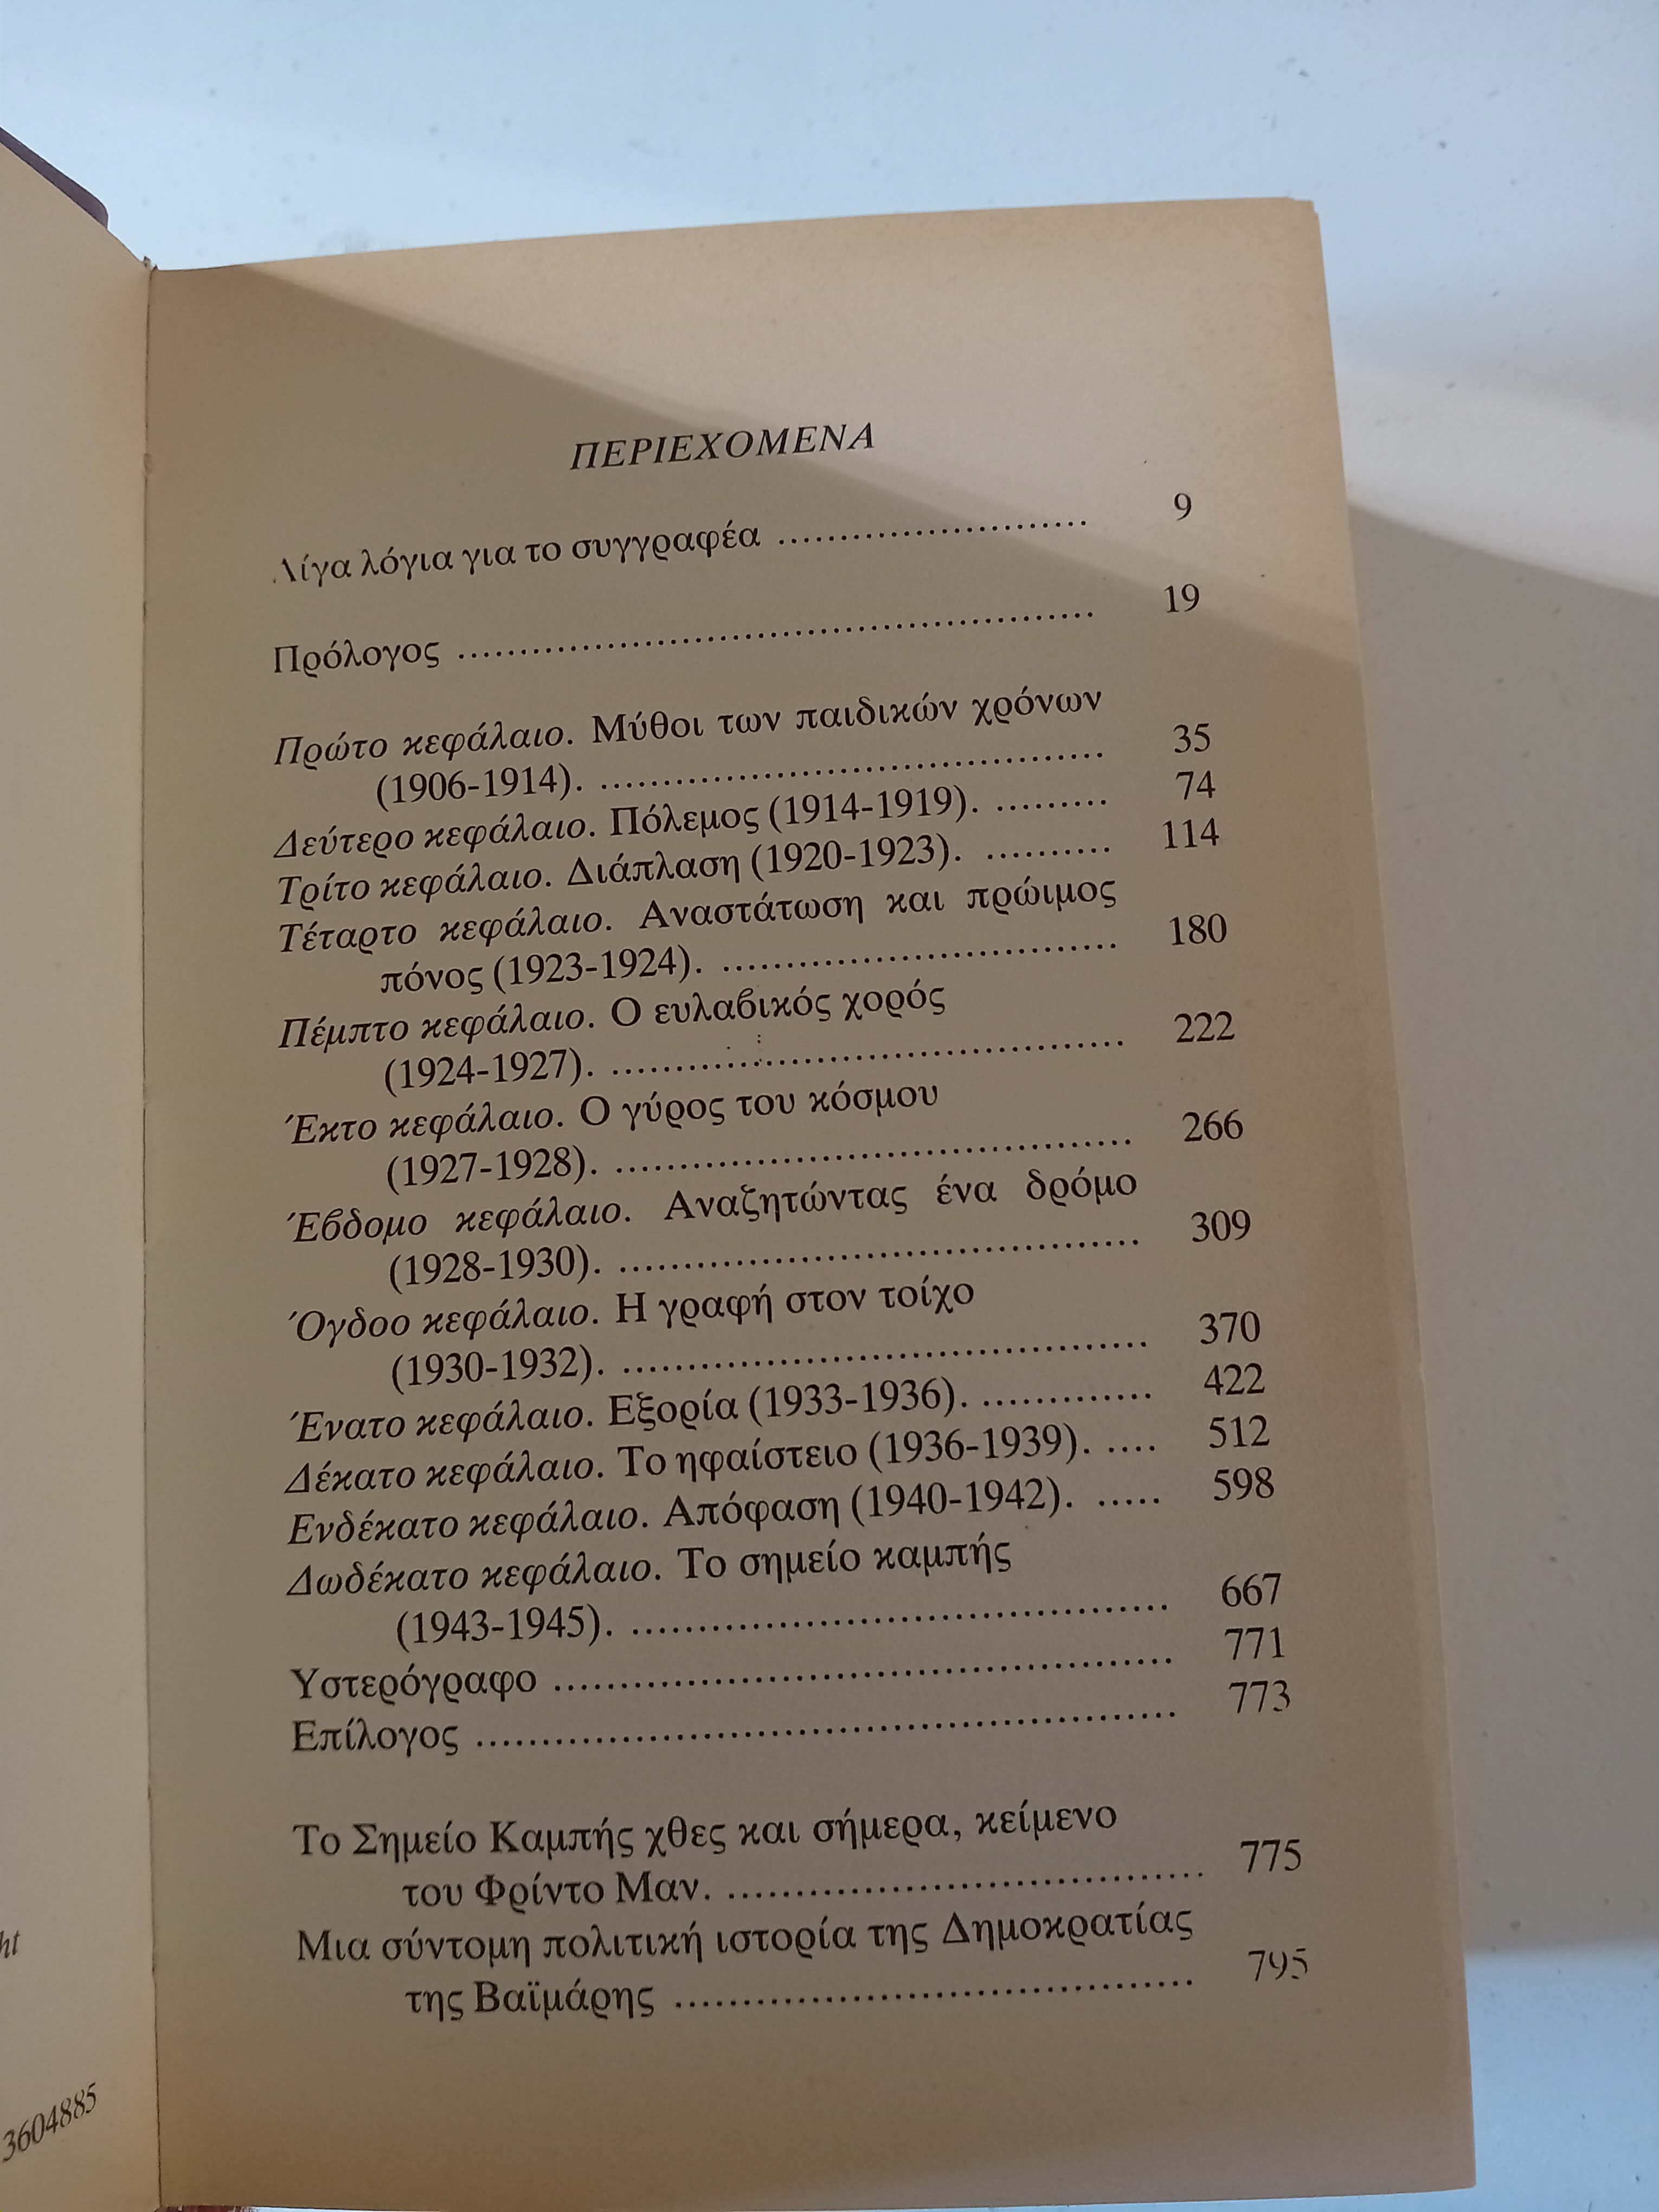 ΠΕΡΙΕΧΟΜΕΝΑ
Λίγα λόγια για το συγγραφέα ........................ 9
Πρόλογος .................................................... 19
Πρώτο κεφάλαιο. Μύθοι των παιδικών χρόνων
(1906-1914). ......................................... 35
Δεύτερο κεφάλαιο. Πόλεμος (1914-1919). ......... 74
Τρίτο κεφάλαιο. Διάπλαση (1920-1923). .......... 114
Τέταρτο κεφάλαιο. Αναστάτωση και πρώιμος
πόνος (1923-1924). ............................... 180
Πέμπτο κεφάλαιο. Ο ευλαϐικός χορός
(1924-1927). ......................................... 222
Έκτο κεφάλαιο. Ο γύρος του κόσμου
(1927-1928). ......................................... 266
Έϐδομο κεφάλαιο. Αναζητώντας ένα δρόμο
(1928-1930). ......................................... 309
Όγδοο κεφάλαιο. Η γραφή στον τοίχο
(1930-1932). ......................................... 370
Ένατο κεφάλαιο. Εξορία (1933-1936). ............. 422
Δέκατο κεφάλαιο. Το ηφαίστειο (1936-1939). .... 512
Ενδέκατο κεφάλαιο. Απόφαση (1940-1942). ..... 598
Δωδέκατο κεφάλαιο. Το σημείο καμπής
(1943-1945). ......................................... 667
Υστερόγραφο ............................................... 771
Επίλογος ..................................................... 773
Το Σημείο Καμπής χθες και σήμερα, κείμενο
του Φρίντο Μαν. .................................... 775
Μια σύντομη πολιτική ιστορία της Δημοκρατίας
της Βαϊμάρης ....................................... 795
ht
3604885